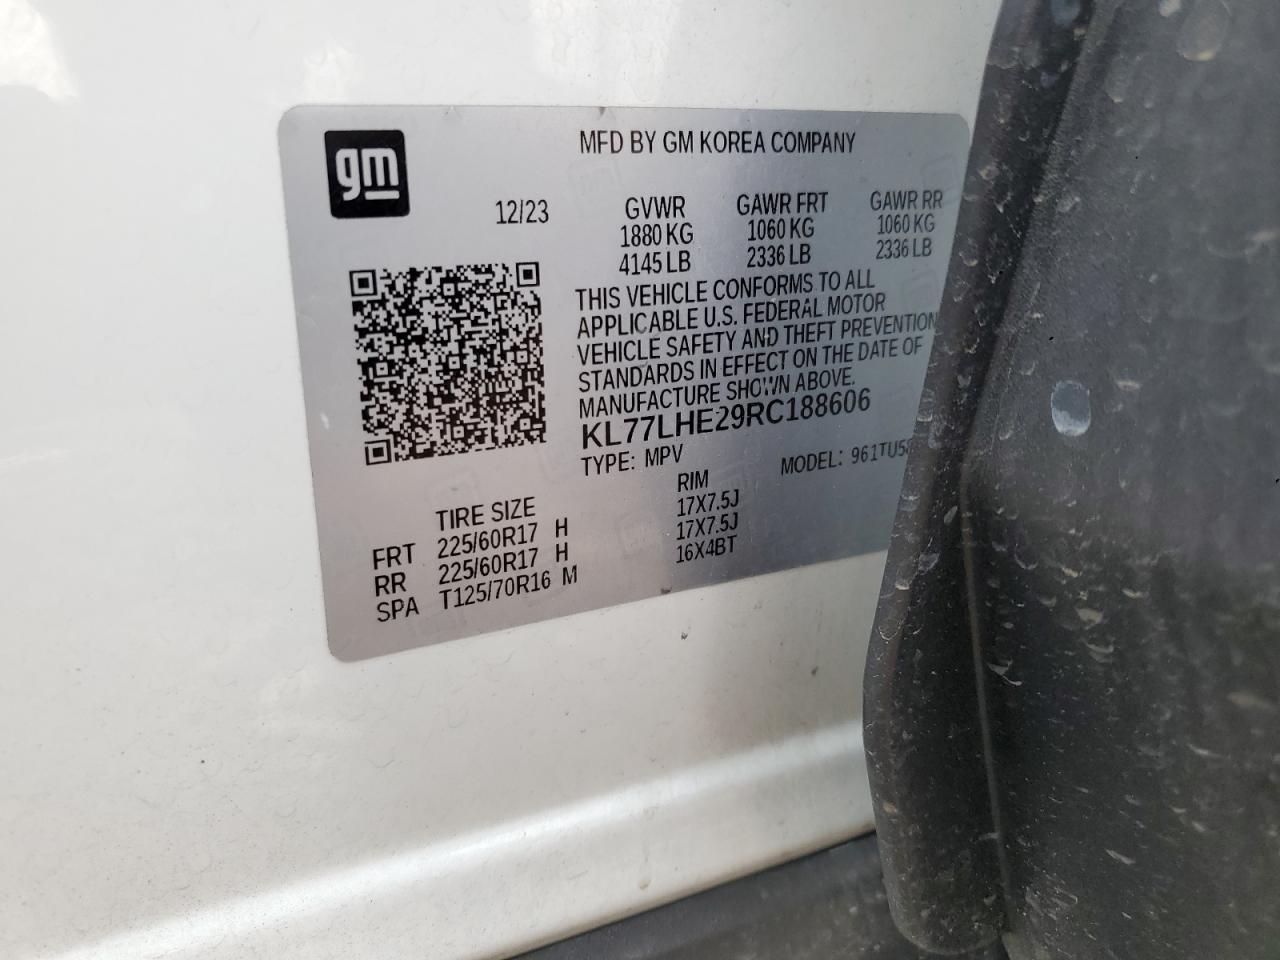 gm
MFD BY GM KOREA COMPANY
12/23
GVWR GAWR FRT GAWR RR
1880 KG 1060 KG 1060 KG
4145 LB 2336 LB 2336 LB
THIS VEHICLE CONFORMS TO ALL
APPLICABLE U.S. FEDERAL MOTOR
VEHICLE SAFETY AND THEFT PREVENTION
STANDARDS IN EFFECT ON THE DATE OF
MANUFACTURE SHOWN ABOVE.
KL77LHE29RC188606
TYPE: MPV MODEL:
TIRE SIZE RIM
FRT 225/60R17 H 17X7.5J
RR 225/60R17 H 17X7.5J
SPA T125/70R16 M 16X4BT